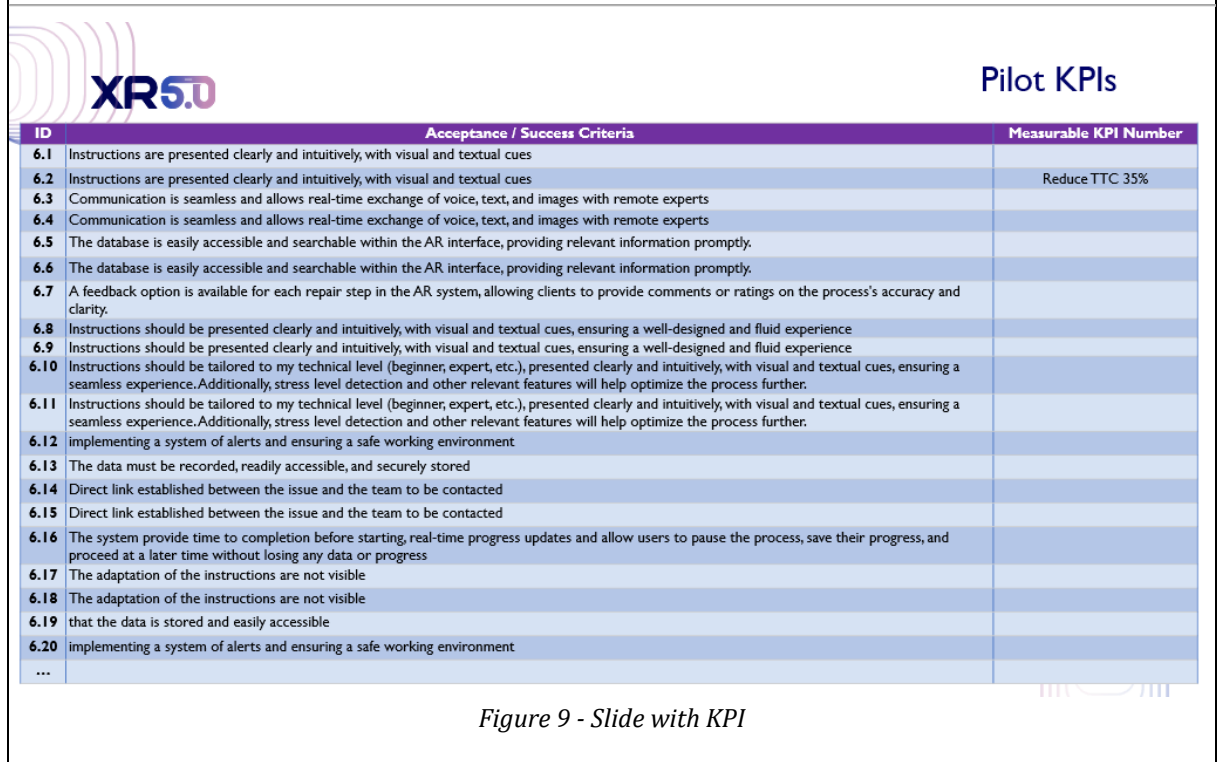 XR5.0
Pilot KPIs
ID Acceptance / Success Criteria Measurable KPI Number
6.1 Instructions are presented clearly and intuitively, with visual and textual cues
6.2 Instructions are presented clearly and intuitively, with visual and textual cues Reduce TTC 35%
6.3 Communication is seamless and allows real-time exchange of voice, text, and images with remote experts
6.4 Communication is seamless and allows real-time exchange of voice, text, and images with remote experts
6.5 The database is easily accessible and searchable within the AR interface, providing relevant information promptly.
6.6 The database is easily accessible and searchable within the AR interface, providing relevant information promptly.
6.7 A feedback option is available for each repair step in the AR system, allowing clients to provide comments or ratings on the process's accuracy and
clarity.
6.8 Instructions should be presented clearly and intuitively, with visual and textual cues, ensuring a well-designed and fluid experience
6.9 Instructions should be presented clearly and intuitively, with visual and textual cues, ensuring a well-designed and fluid experience
6.10 Instructions should be tailored to my technical level (beginner, expert, etc.), presented clearly and intuitively, with visual and textual cues, ensuring a
seamless experience. Additionally, stress level detection and other relevant features will help optimize the process further.
6.11 Instructions should be tailored to my technical level (beginner, expert, etc.), presented clearly and intuitively, with visual and textual cues, ensuring a
seamless experience. Additionally, stress level detection and other relevant features will help optimize the process further.
6.12 implementing a system of alerts and ensuring a safe working environment
6.13 The data must be recorded, readily accessible, and securely stored
6.14 Direct link established between the issue and the team to be contacted
6.15 Direct link established between the issue and the team to be contacted
6.16 The system provide time to completion before starting, real-time progress updates and allow users to pause the process, save their progress, and
proceed at a later time without losing any data or progress
6.17 The adaptation of the instructions are not visible
6.18 The adaptation of the instructions are not visible
6.19 that the data is stored and easily accessible
6.20 implementing a system of alerts and ensuring a safe working environment
...
Figure 9 - Slide with KPI